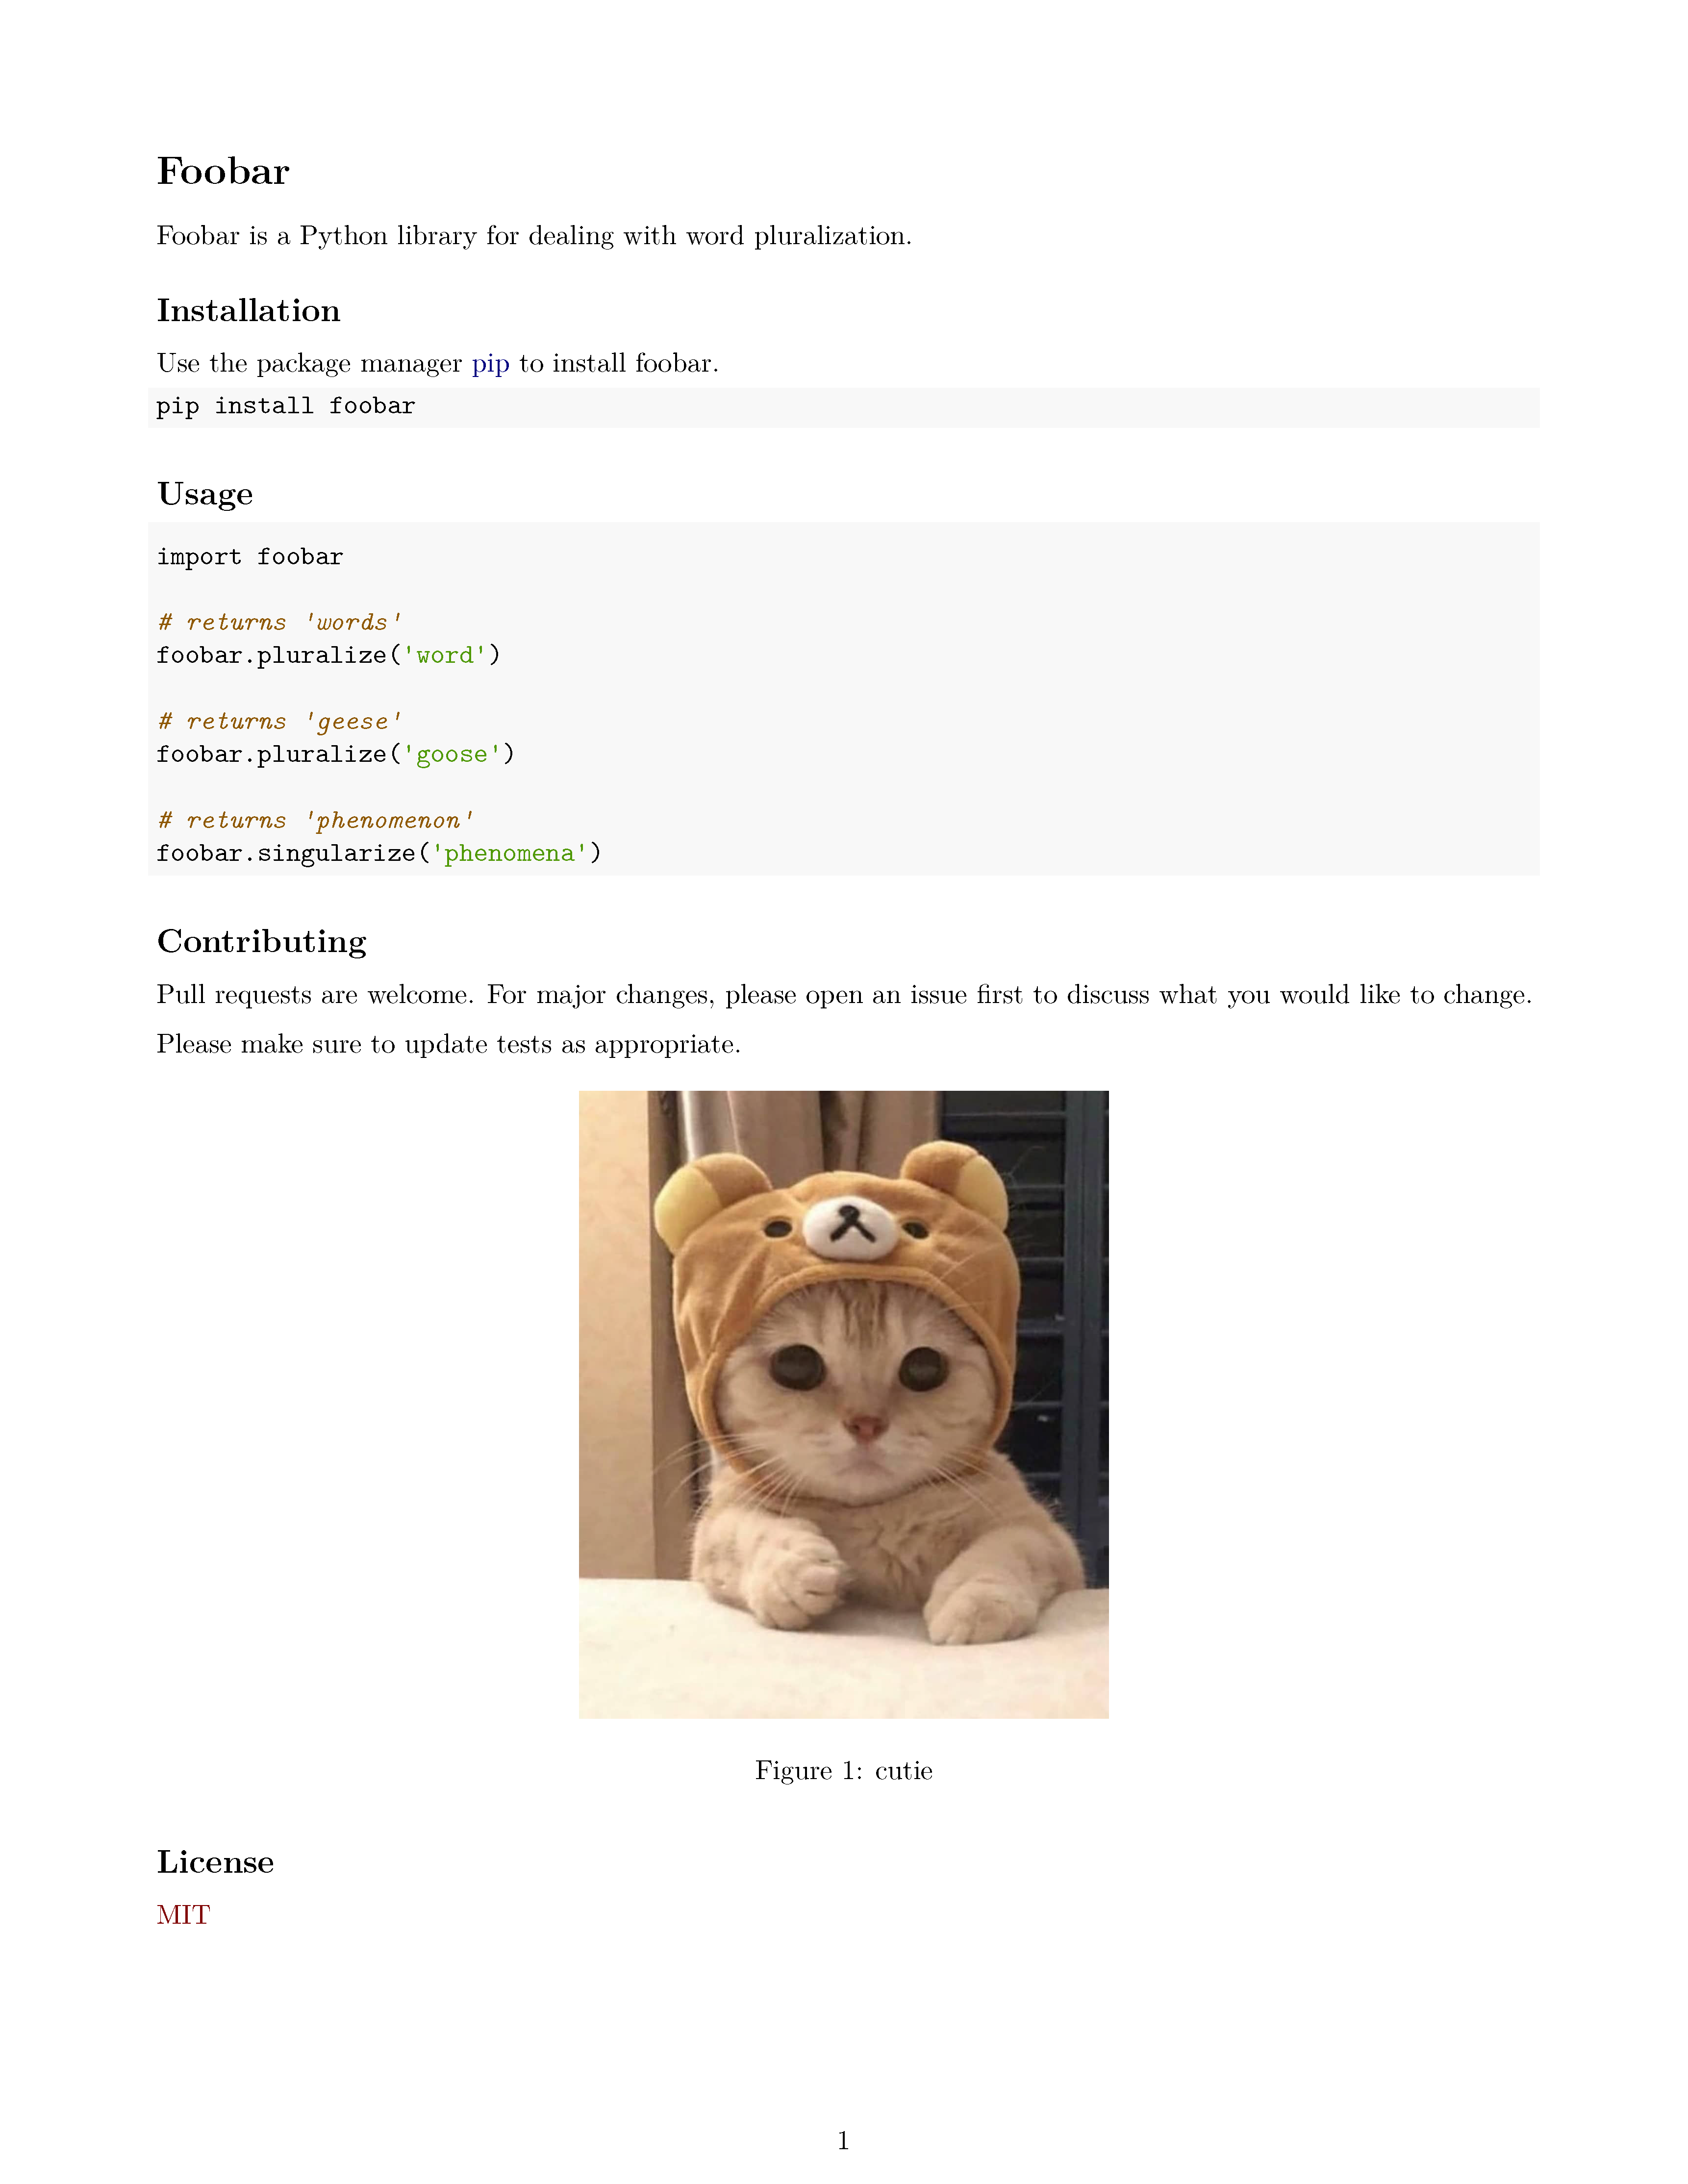 Foobar
Foobar is a Python library for dealing with word pluralization.
Installation
Use the package manager pip to install foobar.
pip install foobar
Usage
import foobar
# returns 'words'
foobar.pluralize('word')
# returns 'geese'
foobar.pluralize('goose')
# returns 'phenomenon'
foobar.singularize('phenomena')
Contributing
Pull requests are welcome. For major changes, please open an issue first to discuss what you would like to change.
Please make sure to update tests as appropriate.
Figure 1: cutie
License
MIT
1